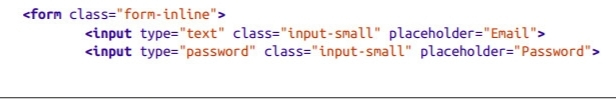 <form class="form-inline">
<input type="text" class="input-small" placeholder="Email">
<input type="password" class="input-small" placeholder="Password">